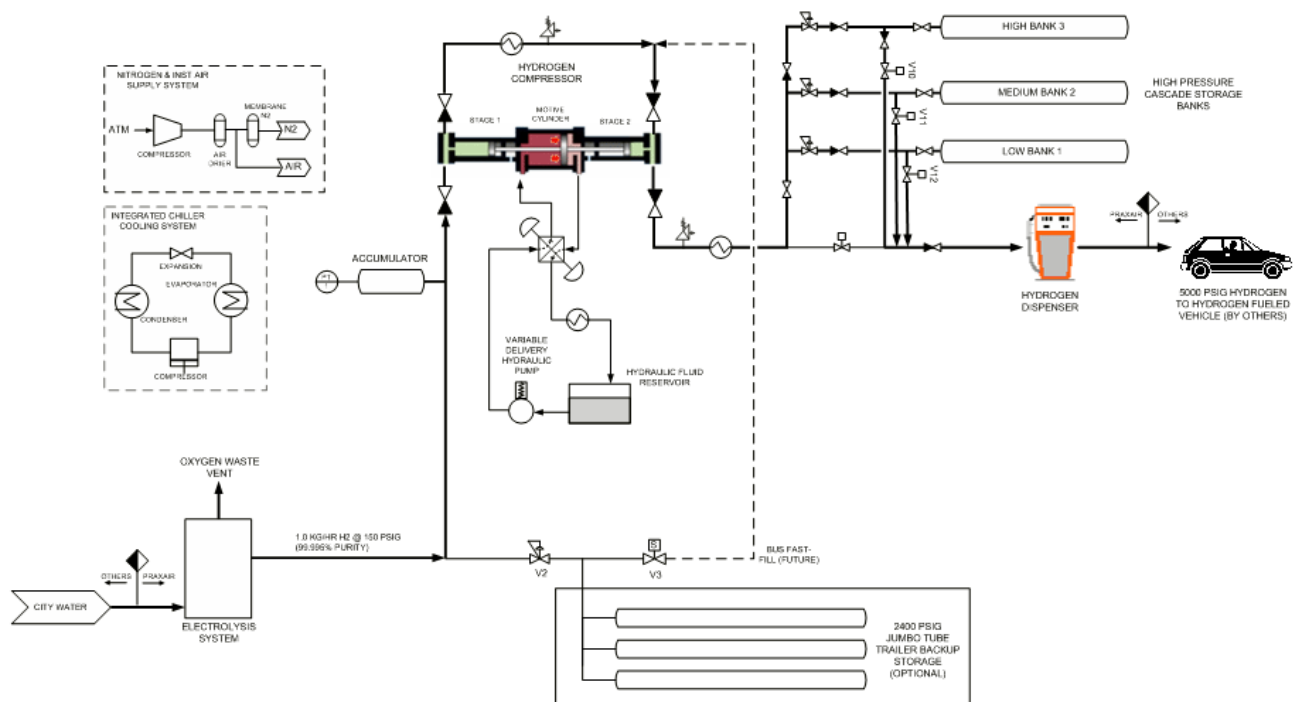 HIGH BANK 3
V10
MEDIUM BANK 2
V11
LOW BANK 1
V12
HIGH PRESSURE
CASCADE STORAGE
BANKS
HYDROGEN
COMPRESSOR
STAGE 1
MOTIVE
CYLINDER
STAGE 2
NITROGEN & INST AIR
SUPPLY SYSTEM
ATM
COMPRESSOR
AIR
DRIER
MEMBRANE
N2
N2
AIR
INTEGRATED CHILLER
COOLING SYSTEM
EXPANSION
EVAPORATOR
CONDENSER
COMPRESSOR
ACCUMULATOR
PT
1
VARIABLE
DELIVERY
HYDRAULIC
PUMP
HYDRAULIC FLUID
RESERVOIR
PRAXAIR
OTHERS
HYDROGEN
DISPENSER
5000 PSIG HYDROGEN
TO HYDROGEN FUELED
VEHICLE (BY OTHERS)
OXYGEN WASTE
VENT
1.0 KG/HR H2 @ 150 PSIG
(99.996% PURITY)
OTHERS
PRAXAIR
CITY WATER
ELECTROLYSIS
SYSTEM
V2
S
V3
BUS FAST-
FILL (FUTURE)
2400 PSIG
JUMBO TUBE
TRAILER BACKUP
STORAGE
(OPTIONAL)